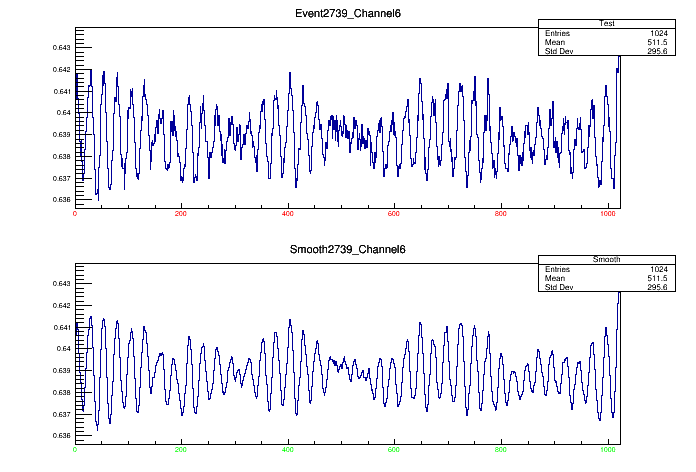 Event2739_Channel6
Test
Entries 1024
Mean 511.5
Std Dev 295.6
0.643
0.642
0.641
0.64
0.639
0.638
0.637
0.636
0 200 400 600 800 1000
Smooth2739_Channel6
Smooth
Entries 1024
Mean 511.5
Std Dev 295.6
0.643
0.642
0.641
0.64
0.639
0.638
0.637
0.636
0 200 400 600 800 1000